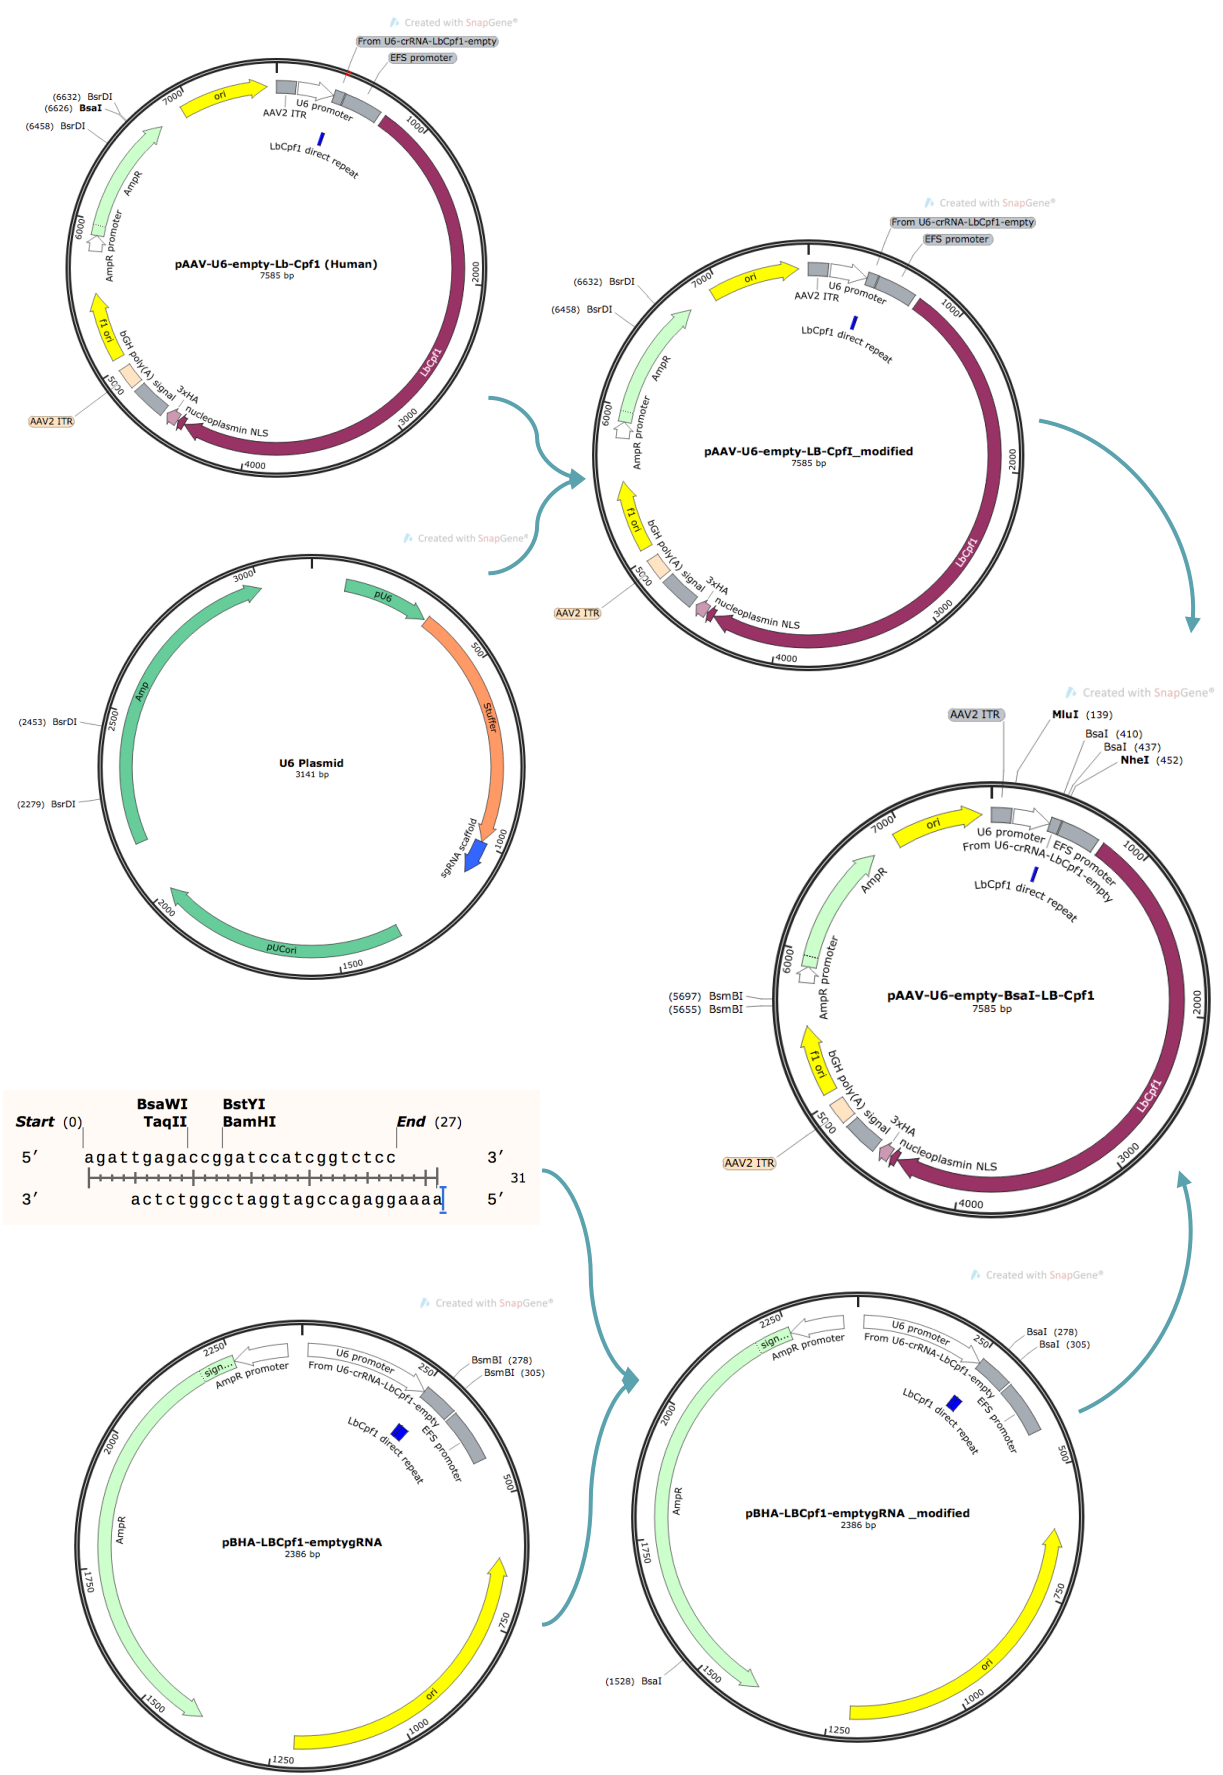 Created with SnapGene®
From U6-crRNA-LbCpf1-empty
EFS promoter
(6632) BsrDI
(6626) BsaI
(6458) BsrDI
7000
ori
AAV2 ITR
U6 promoter
LbCpf1 direct repeat
1000
AmpR
6000
AmpR promoter
pAAV-U6-empty-Lb-Cpf1 (Human)
7585 bp
2000
f1 ori
bGH poly(A) signal
LbCpf1
5000
3xHA
nucleoplasmin NLS
3000
AAV2 ITR
4000
Created with SnapGene®
From U6-crRNA-LbCpf1-empty
EFS promoter
(6632) BsrDI
(6458) BsrDI
7000
ori
AAV2 ITR
U6 promoter
LbCpf1 direct repeat
1000
AmpR
6000
AmpR promoter
pAAV-U6-empty-LB-CpfI_modified
7585 bp
2000
f1 ori
bGH poly(A) signal
LbCpf1
5000
3xHA
nucleoplasmin NLS
3000
AAV2 ITR
4000
Created with SnapGene®
3000
pU6
500
Amp
Stuffer
2500
(2453) BsrDI
U6 Plasmid
3141 bp
(2279) BsrDI
sgRNA scaffold
1000
2000
pUCori
1500
Created with SnapGene®
AAV2 ITR
MluI (139)
BsaI (410)
BsaI (437)
NheI (452)
7000
ori
U6 promoter
From U6-crRNA-LbCpf1-empty
EFS promoter
LbCpf1 direct repeat
1000
AmpR
6000
AmpR promoter
(5697) BsmBI
(5655) BsmBI
pAAV-U6-empty-BsaI-LB-Cpf1
7585 bp
2000
f1 ori
bGH poly(A) signal
LbCpf1
5000
3xHA
nucleoplasmin NLS
3000
AAV2 ITR
4000
BsaWI BstYI
Start (0) TaqII BamHI End (27)
5′ agattgagaccggatccatcggtctcc 3′
31
3′ actctggcctaggtagccagaggaaaa 5′
Created with SnapGene®
2250
sign...
AmpR promoter
U6 promoter
From U6-crRNA-LbCpf1-empty
250
BsmBI (278)
BsmBI (305)
LbCpf1 direct repeat
EFS promoter
500
2000
AmpR
pBHA-LBCpf1-emptygRNA
2386 bp
1750
750
1500
ori
1000
1250
Created with SnapGene®
2250
sign...
AmpR promoter
U6 promoter
From U6-crRNA-LbCpf1-empty
250
BsaI (278)
BsaI (305)
LbCpf1 direct repeat
EFS promoter
500
2000
AmpR
pBHA-LBCpf1-emptygRNA _modified
2386 bp
1750
750
(1528) BsaI
1500
ori
1000
1250